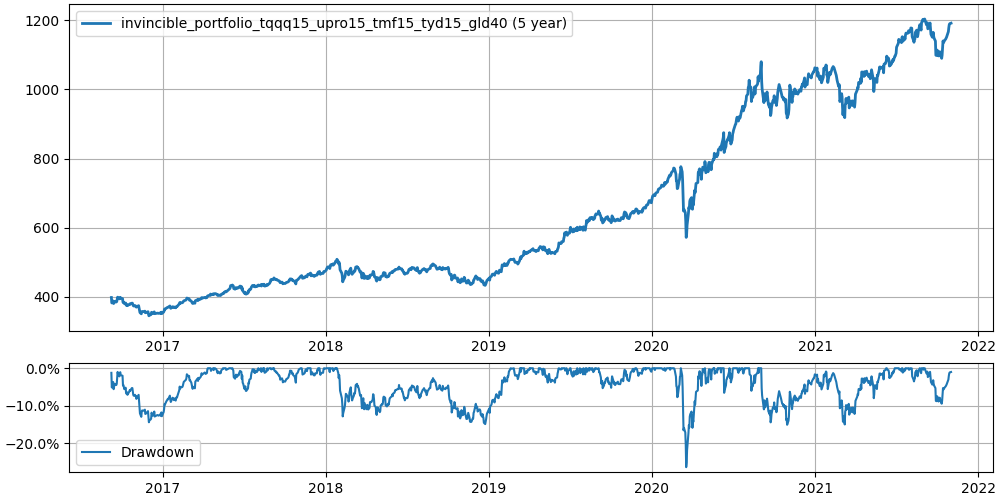 invincible_portfolio_tqqq15_upro15_tmf15_tyd15_gld40 (5 year)
1200
1000
800
600
400
2017 2018 2019 2020 2021 2022
0.0%
−10.0%
−20.0%
Drawdown
2017 2018 2019 2020 2021 2022